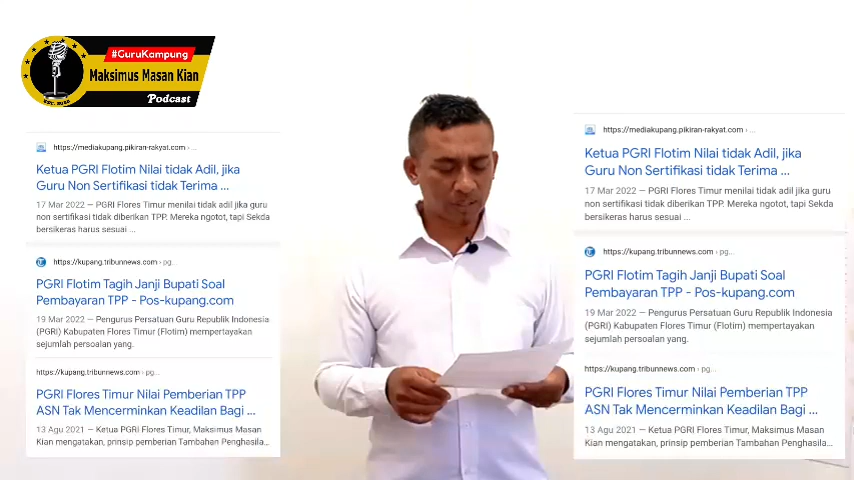 #GuruKampung
Maksimus Masan Kian
Podcast
https://mediakupang.pikiran-rakyat.com › ...
Ketua PGRI Flotim Nilai tidak Adil, jika
Guru Non Sertifikasi tidak Terima ...
17 Mar 2022 — PGRI Flores Timur menilai tidak adil jika guru
non sertifikasi tidak diberikan TPP. Mereka ngotot, tapi Sekda
bersikeras harus sesuai ...
https://kupang.tribunnews.com › pg...
PGRI Flotim Tagih Janji Bupati Soal
Pembayaran TPP - Pos-kupang.com
19 Mar 2022 — Pengurus Persatuan Guru Republik Indonesia
(PGRI) Kabupaten Flores Timur (Flotim) mempertayakan
sejumlah persoalan yang.
https://kupang.tribunnews.com › pg...
PGRI Flores Timur Nilai Pemberian TPP
ASN Tak Mencerminkan Keadilan Bagi ...
13 Agu 2021 — Ketua PGRI Flores Timur, Maksimus Masan
Kian mengatakan, prinsip pemberian Tambahan Penghasila...
https://mediakupang.pikiran-rakyat.com › ...
Ketua PGRI Flotim Nilai tidak Adil, jika
Guru Non Sertifikasi tidak Terima ...
17 Mar 2022 — PGRI Flores Timur menilai tidak adil jika guru
non sertifikasi tidak diberikan TPP. Mereka ngotot, tapi Sekda
bersikeras harus sesuai ...
https://kupang.tribunnews.com › pg...
PGRI Flotim Tagih Janji Bupati Soal
Pembayaran TPP - Pos-kupang.com
19 Mar 2022 — Pengurus Persatuan Guru Republik Indonesia
(PGRI) Kabupaten Flores Timur (Flotim) mempertayakan
sejumlah persoalan yang.
https://kupang.tribunnews.com › pg...
PGRI Flores Timur Nilai Pemberian TPP
ASN Tak Mencerminkan Keadilan Bagi ...
13 Agu 2021 — Ketua PGRI Flores Timur, Maksimus Masan
Kian mengatakan, prinsip pemberian Tambahan Penghasila...